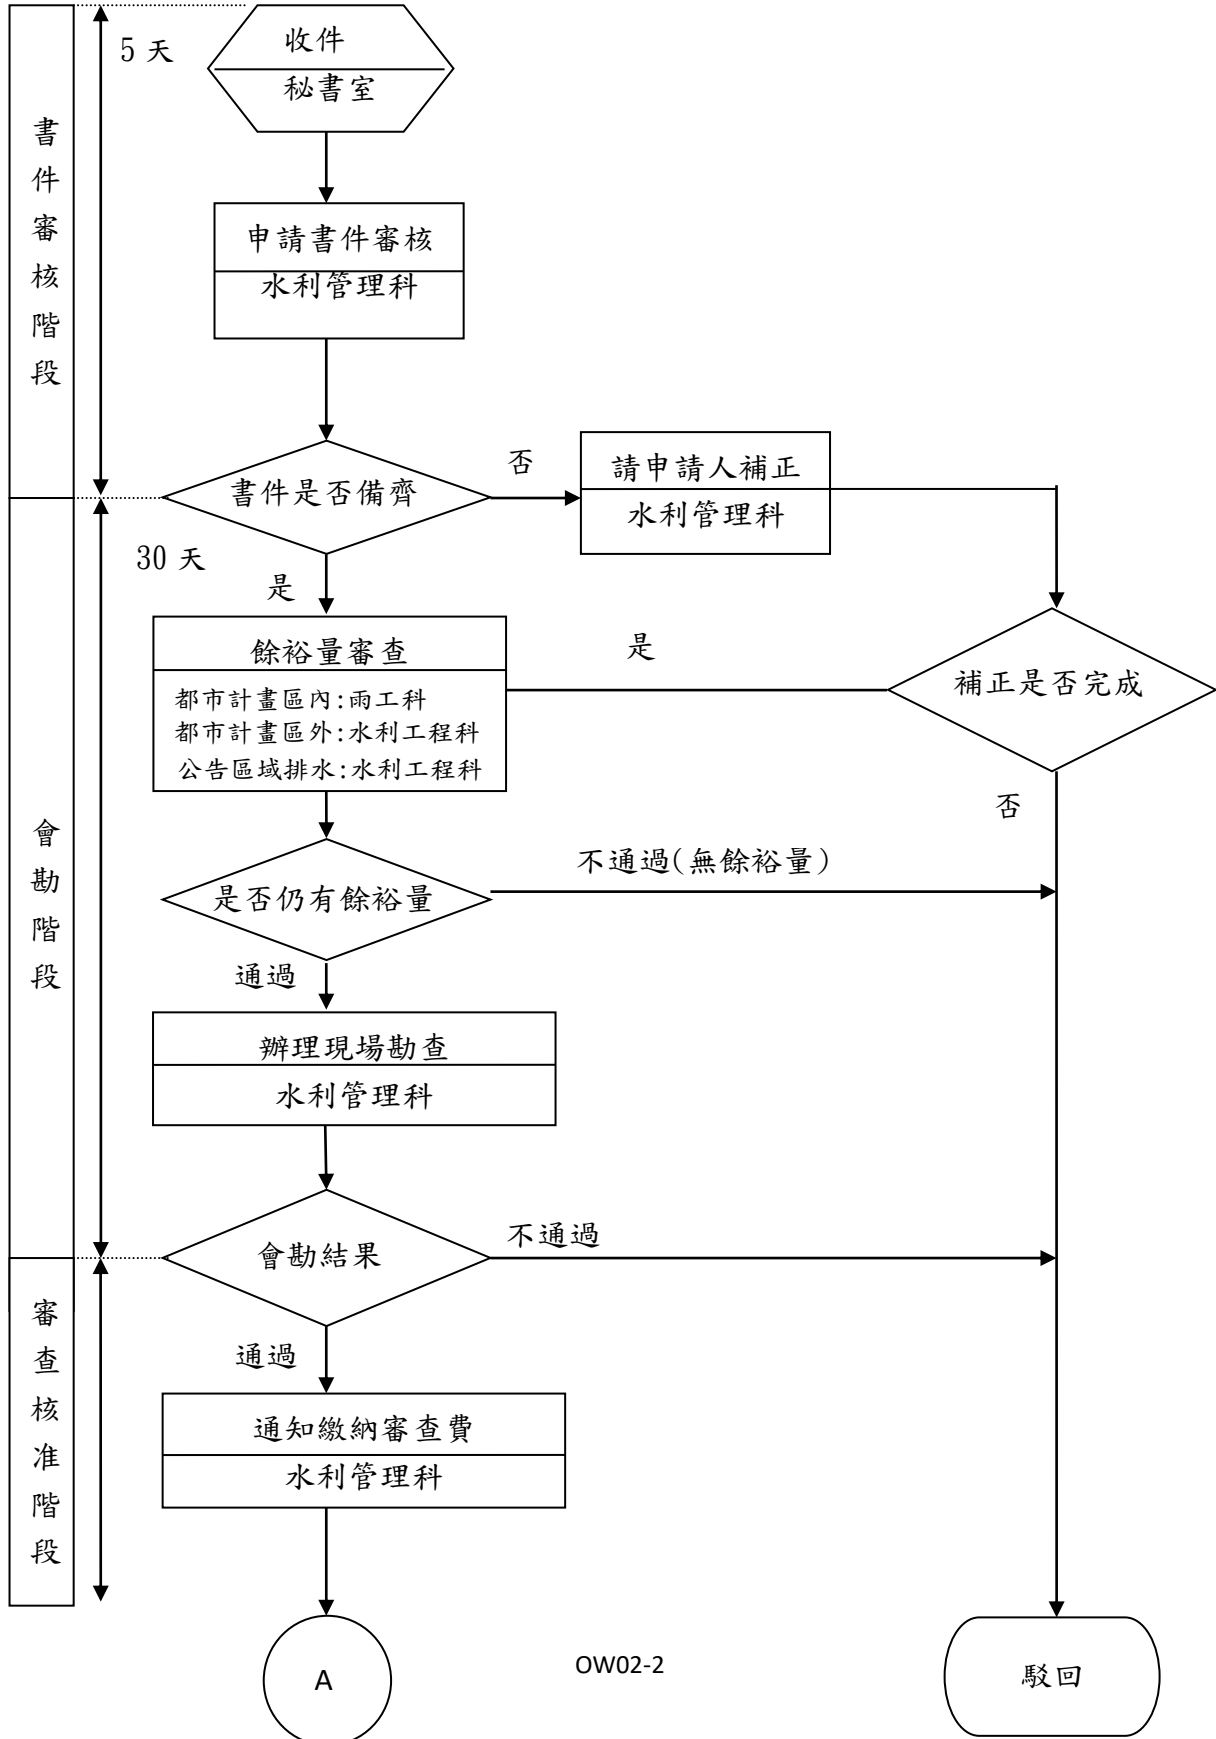 5 天
收件
秘書室
書件審核階段
申請書件審核
水利管理科
書件是否備齊
否
請申請人補正
水利管理科
30 天
是
餘裕量審查
都市計畫區內:雨工科
都市計畫區外:水利工程科
公告區域排水:水利工程科
是
補正是否完成
否
會勘階段
是否仍有餘裕量
不通過(無餘裕量)
通過
辦理現場勘查
水利管理科
會勘結果
不通過
審查核准階段
通過
通知繳納審查費
水利管理科
A
OW02-2
駁回